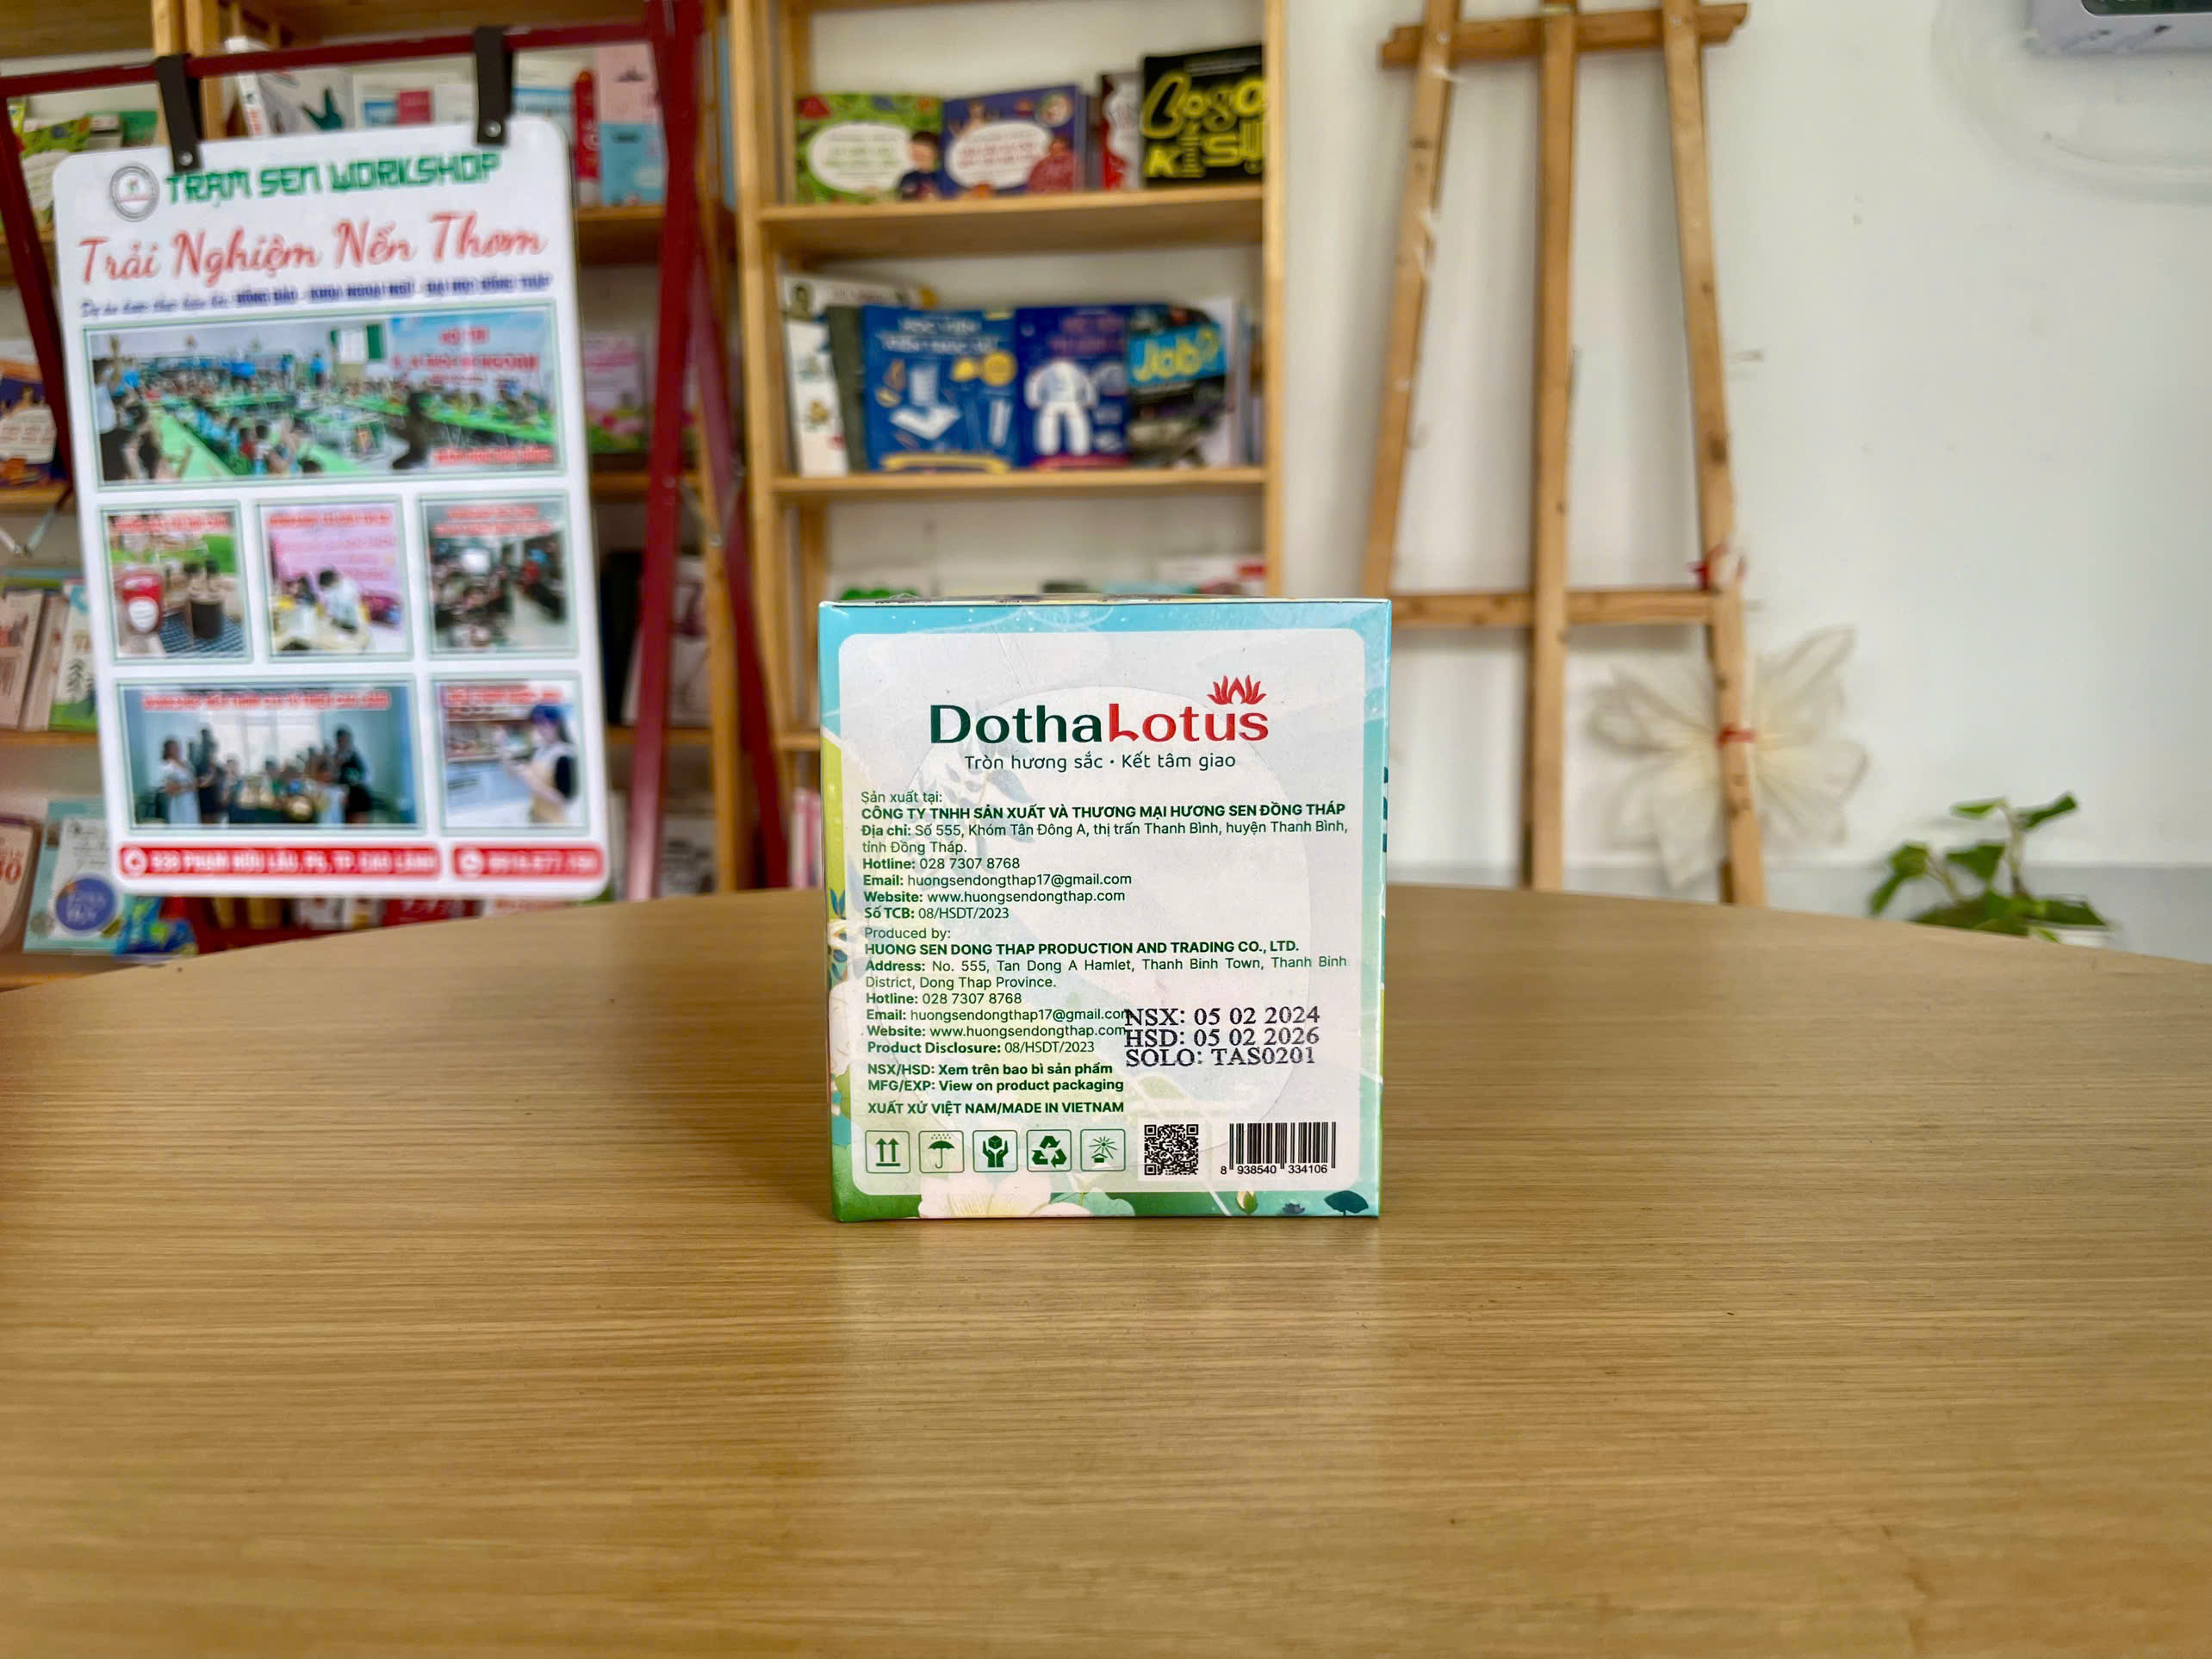 TRẠM SEN WORKSHOP
Trải Nghiệm Nến Thơm
Logo
KÍ SỰ
Job?
DothaLotus
Tròn hương sắc • Kết tâm giao
Sản xuất tại:
CÔNG TY TNHH SẢN XUẤT VÀ THƯƠNG MẠI HƯƠNG SEN ĐỒNG THÁP
Địa chỉ: Số 555, Khóm Tân Đông A, thị trấn Thanh Bình, huyện Thanh Bình,
tỉnh Đồng Tháp.
Hotline: 028 7307 8768
Email: huongsendongthap17@gmail.com
Website: www.huongsendongthap.com
Số TCB: 08/HSDT/2023
Produced by:
HUONG SEN DONG THAP PRODUCTION AND TRADING CO., LTD.
Address: No. 555, Tan Dong A Hamlet, Thanh Binh Town, Thanh Binh
District, Dong Thap Province.
Hotline: 028 7307 8768
Email: huongsendongthap17@gmail.com
Website: www.huongsendongthap.com
Product Disclosure: 08/HSDT/2023
NSX: 05 02 2024
HSD: 05 02 2026
SOLO: TAS0201
NSX/HSD: Xem trên bao bì sản phẩm
MFG/EXP: View on product packaging
XUẤT XỨ VIỆT NAM/MADE IN VIETNAM
8 938540 334106